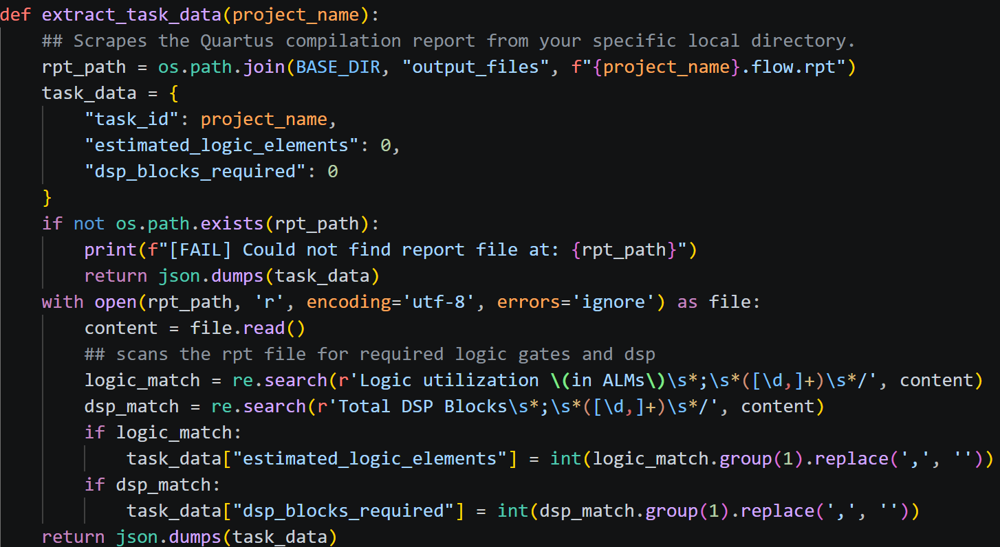 def extract_task_data(project_name):
    ## Scrapes the Quartus compilation report from your specific local directory.
    rpt_path = os.path.join(BASE_DIR, "output_files", f"{project_name}.flow.rpt")
    task_data = {
        "task_id": project_name,
        "estimated_logic_elements": 0,
        "dsp_blocks_required": 0
    }
    if not os.path.exists(rpt_path):
        print(f"[FAIL] Could not find report file at: {rpt_path}")
        return json.dumps(task_data)
    with open(rpt_path, 'r', encoding='utf-8', errors='ignore') as file:
        content = file.read()
        ## scans the rpt file for required logic gates and dsp
        logic_match = re.search(r'Logic utilization \(in ALMs\)\s*;\s*([\d,]+)\s*/', content)
        dsp_match = re.search(r'Total DSP Blocks\s*;\s*([\d,]+)\s*/', content)
        if logic_match:
            task_data["estimated_logic_elements"] = int(logic_match.group(1).replace(',', ''))
        if dsp_match:
            task_data["dsp_blocks_required"] = int(dsp_match.group(1).replace(',', ''))
    return json.dumps(task_data)